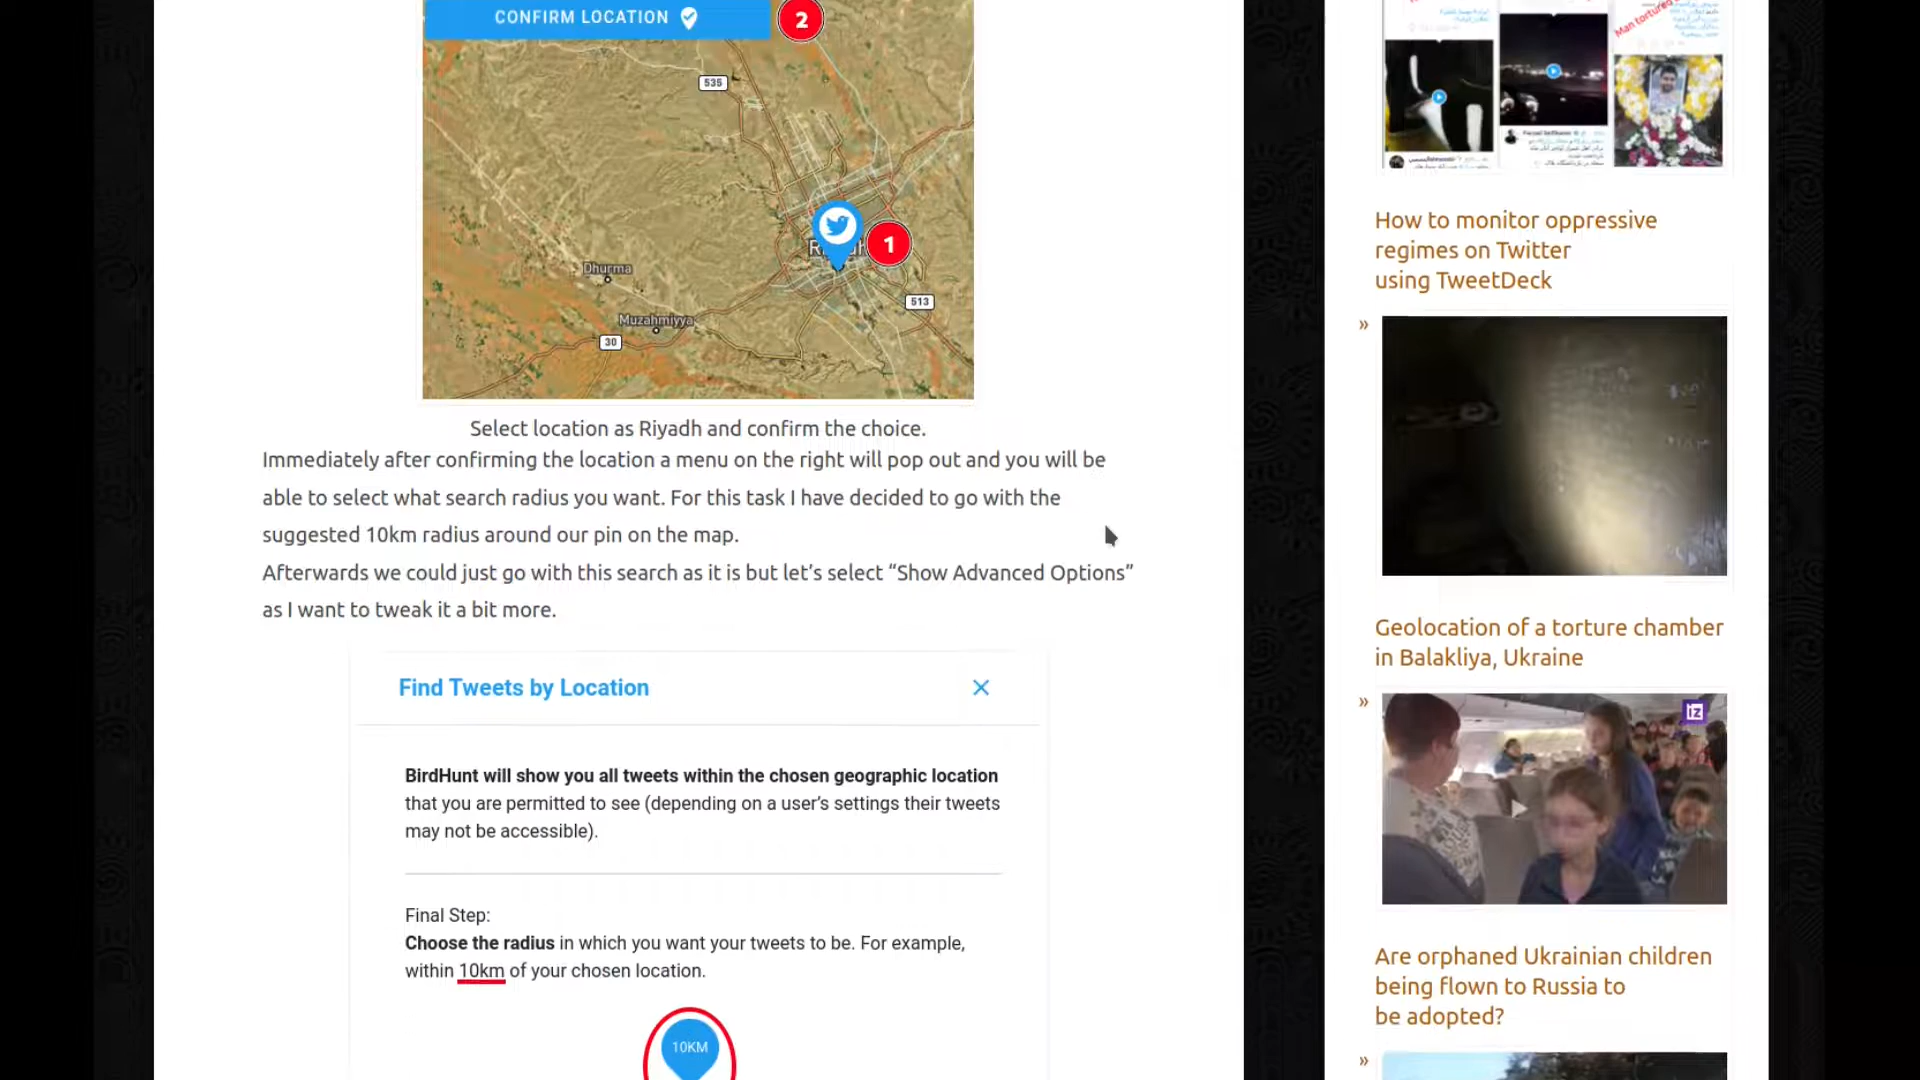 CONFIRM LOCATION
2
535
1
Dhurma
513
Muzahmiyya
30
Select location as Riyadh and confirm the choice.
Immediately after confirming the location a menu on the right will pop out and you will be
able to select what search radius you want. For this task I have decided to go with the
suggested 10km radius around our pin on the map.
Afterwards we could just go with this search as it is but let’s select “Show Advanced Options”
as I want to tweak it a bit more.
Find Tweets by Location
BirdHunt will show you all tweets within the chosen geographic location
that you are permitted to see (depending on a user’s settings their tweets
may not be accessible).
Final Step:
Choose the radius in which you want your tweets to be. For example,
within 10km of your chosen location.
10KM
Man tortured
How to monitor oppressive
regimes on Twitter
using TweetDeck
»
Geolocation of a torture chamber
in Balakliya, Ukraine
»
iz
Are orphaned Ukrainian children
being flown to Russia to
be adopted?
»